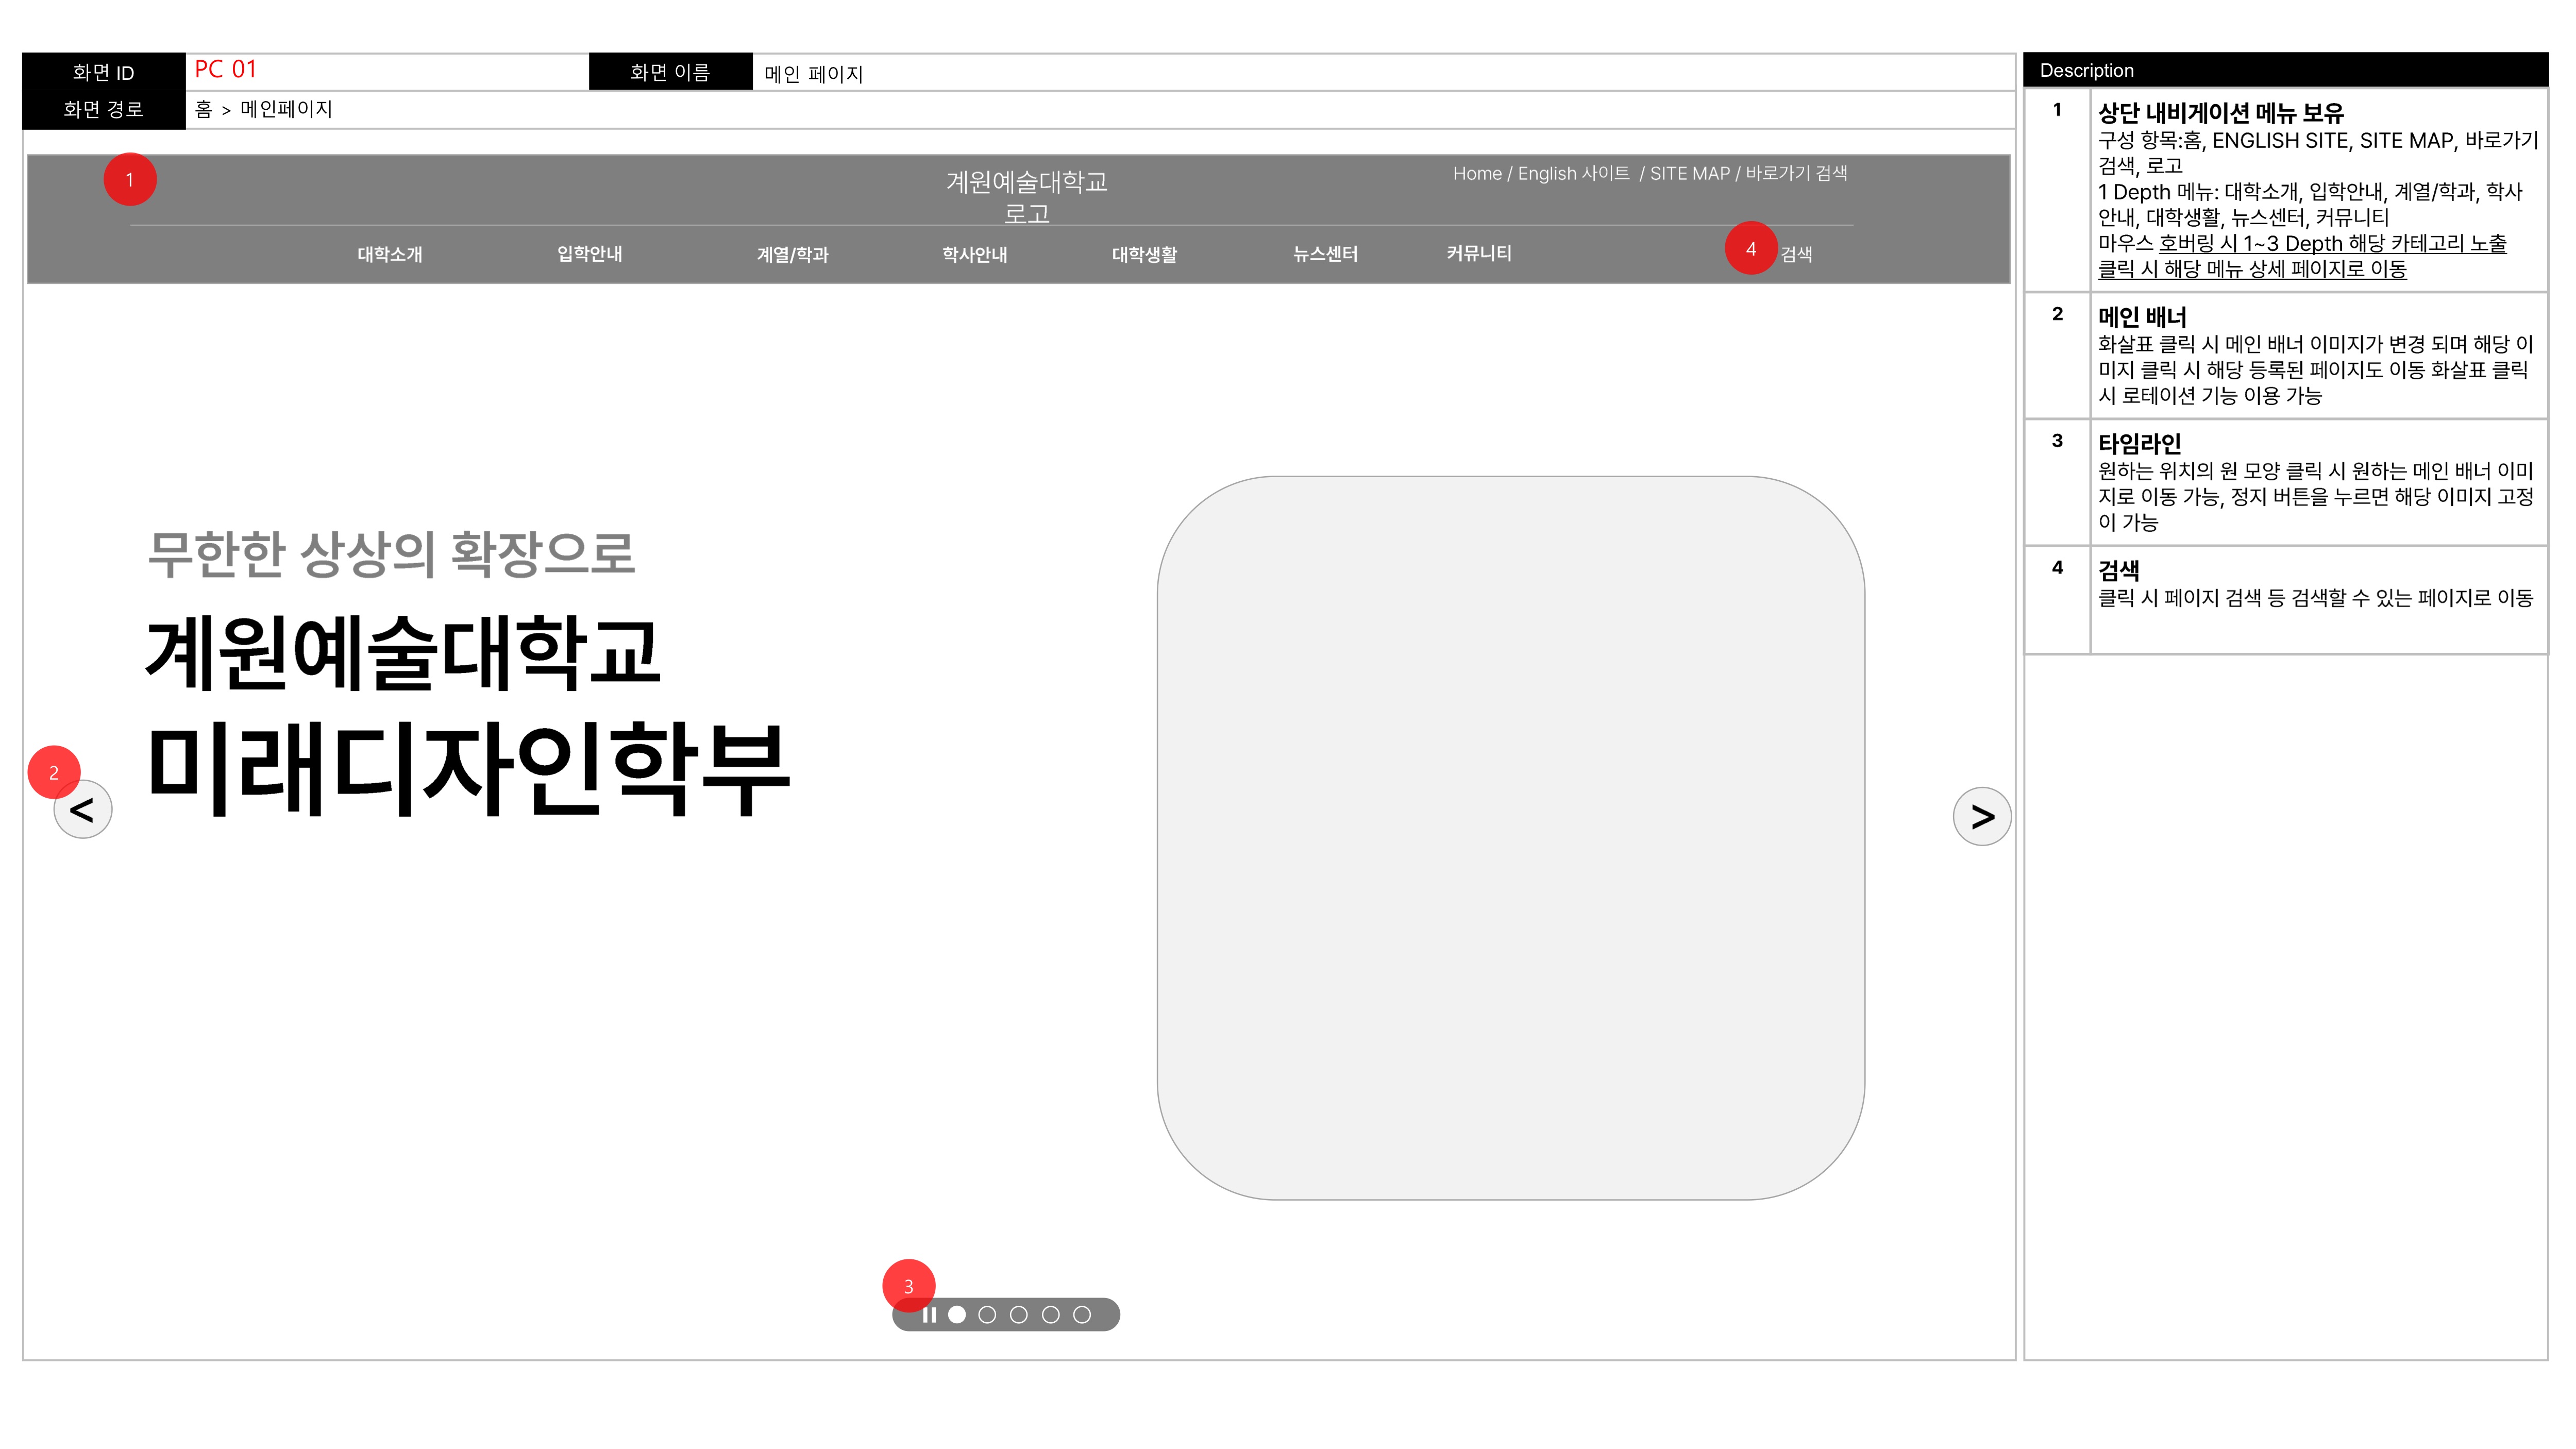 화면 ID
PC 01
화면 이름
메인 페이지
화면 경로
홈 > 메인페이지
1
계원예술대학교
로고
Home / English 사이트 / SITE MAP / 바로가기 검색
대학소개
입학안내
계열/학과
학사안내
대학생활
뉴스센터
커뮤니티
4
검색
무한한 상상의 확장으로
계원예술대학교
미래디자인학부
2
<
>
3
Description
1
상단 내비게이션 메뉴 보유
구성 항목:홈, ENGLISH SITE, SITE MAP, 바로가기
검색, 로고
1 Depth 메뉴: 대학소개, 입학안내, 계열/학과, 학사
안내, 대학생활, 뉴스센터, 커뮤니티
마우스 호버링 시 1~3 Depth 해당 카테고리 노출
클릭 시 해당 메뉴 상세 페이지로 이동
2
메인 배너
화살표 클릭 시 메인 배너 이미지가 변경 되며 해당 이
미지 클릭 시 해당 등록된 페이지도 이동 화살표 클릭
시 로테이션 기능 이용 가능
3
타임라인
원하는 위치의 원 모양 클릭 시 원하는 메인 배너 이미
지로 이동 가능, 정지 버튼을 누르면 해당 이미지 고정
이 가능
4
검색
클릭 시 페이지 검색 등 검색할 수 있는 페이지로 이동